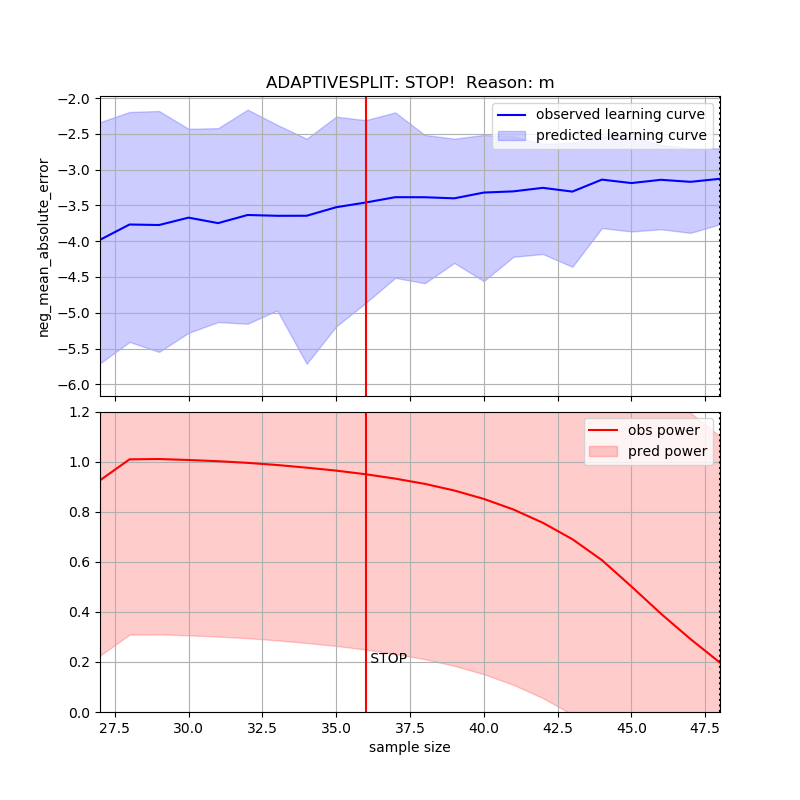 ADAPTIVESPLIT: STOP!  Reason: m
−2.0
−2.5
−3.0
−3.5
−4.0
−4.5
−5.0
−5.5
−6.0
neg_mean_absolute_error
observed learning curve
predicted learning curve
1.2
1.0
0.8
0.6
0.4
0.2
0.0
obs power
pred power
STOP
27.5 30.0 32.5 35.0 37.5 40.0 42.5 45.0 47.5
sample size